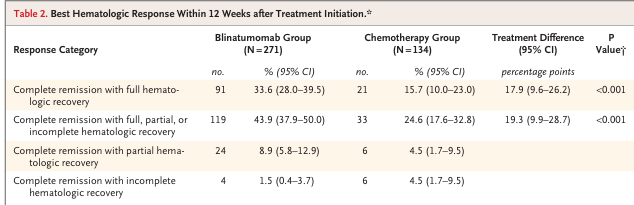 Table 2. Best Hematologic Response Within 12 Weeks after Treatment Initiation.*
Response Category Blinatumomab Group (N=271) Chemotherapy Group (N=134) Treatment Difference (95% CI) P Value†
no. % (95% CI) no. % (95% CI) percentage points
Complete remission with full hemato-
logic recovery 91 33.6 (28.0–39.5) 21 15.7 (10.0–23.0) 17.9 (9.6–26.2) <0.001
Complete remission with full, partial, or
incomplete hematologic recovery 119 43.9 (37.9–50.0) 33 24.6 (17.6–32.8) 19.3 (9.9–28.7) <0.001
Complete remission with partial hema-
tologic recovery 24 8.9 (5.8–12.9) 6 4.5 (1.7–9.5)
Complete remission with incomplete
hematologic recovery 4 1.5 (0.4–3.7) 6 4.5 (1.7–9.5)